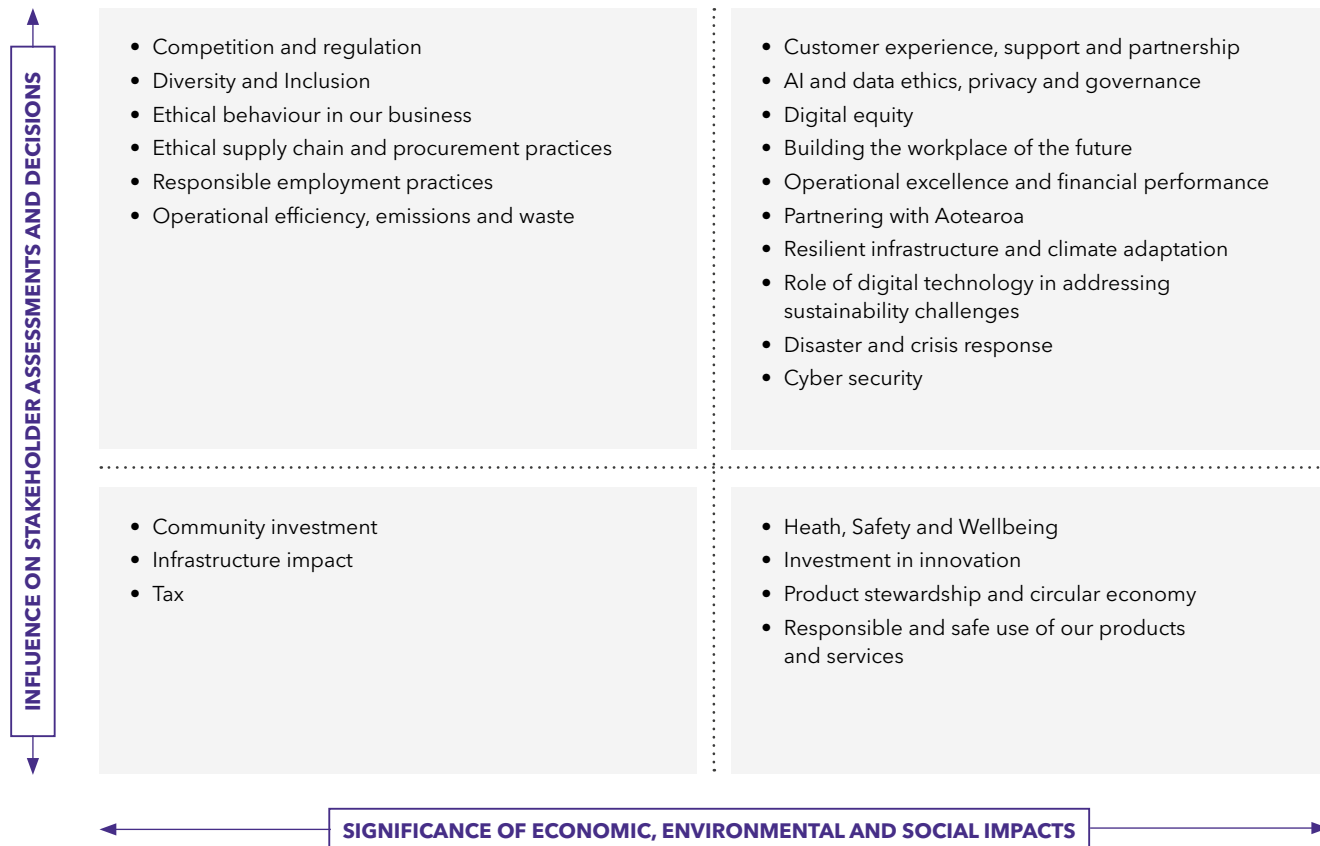 INFLUENCE ON STAKEHOLDER ASSESSMENTS AND DECISIONS
• Competition and regulation
• Diversity and Inclusion
• Ethical behaviour in our business
• Ethical supply chain and procurement practices
• Responsible employment practices
• Operational efficiency, emissions and waste
• Customer experience, support and partnership
• AI and data ethics, privacy and governance
• Digital equity
• Building the workplace of the future
• Operational excellence and financial performance
• Partnering with Aotearoa
• Resilient infrastructure and climate adaptation
• Role of digital technology in addressing
sustainability challenges
• Disaster and crisis response
• Cyber security
• Community investment
• Infrastructure impact
• Tax
• Heath, Safety and Wellbeing
• Investment in innovation
• Product stewardship and circular economy
• Responsible and safe use of our products
and services
SIGNIFICANCE OF ECONOMIC, ENVIRONMENTAL AND SOCIAL IMPACTS